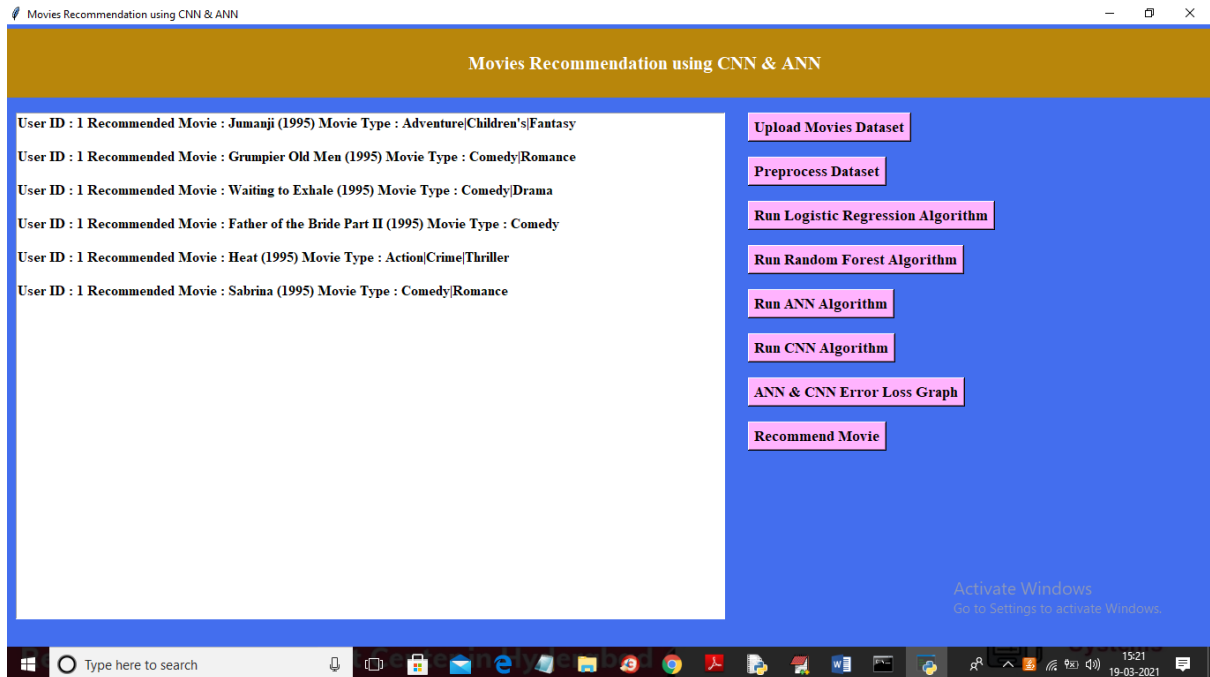 Movies Recommendation using CNN & ANN
Movies Recommendation using CNN & ANN
User ID : 1 Recommended Movie : Jumanji (1995) Movie Type : Adventure|Children's|Fantasy
User ID : 1 Recommended Movie : Grumpier Old Men (1995) Movie Type : Comedy|Romance
User ID : 1 Recommended Movie : Waiting to Exhale (1995) Movie Type : Comedy|Drama
User ID : 1 Recommended Movie : Father of the Bride Part II (1995) Movie Type : Comedy
User ID : 1 Recommended Movie : Heat (1995) Movie Type : Action|Crime|Thriller
User ID : 1 Recommended Movie : Sabrina (1995) Movie Type : Comedy|Romance
Upload Movies Dataset
Preprocess Dataset
Run Logistic Regression Algorithm
Run Random Forest Algorithm
Run ANN Algorithm
Run CNN Algorithm
ANN & CNN Error Loss Graph
Recommend Movie
Activate Windows
Go to Settings to activate Windows.
Type here to search
15:21
19-03-2021